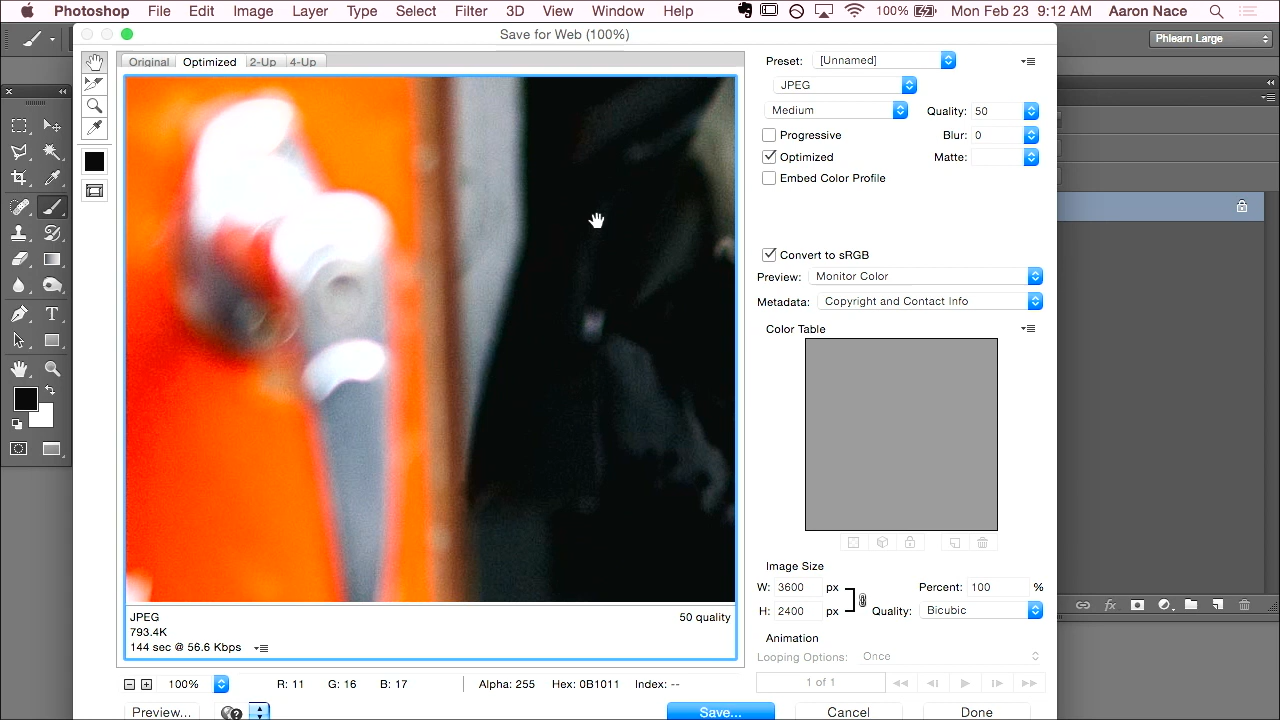 Photoshop File Edit Image Layer Type Select Filter 3D View Window Help 100% Mon Feb 23 9:12 AM Aaron Nace
Save for Web (100%)
Phlearn Large
Original Optimized 2-Up 4-Up
Preset: [Unnamed]
JPEG
Medium Quality: 50
Progressive Blur: 0
Optimized Matte:
Embed Color Profile
Convert to sRGB
Preview: Monitor Color
Metadata: Copyright and Contact Info
Color Table
Image Size
W: 3600 px Percent: 100 %
H: 2400 px Quality: Bicubic
JPEG 50 quality
793.4K
144 sec @ 56.6 Kbps
Animation
Looping Options: Once
1 of 1
100% R: 11 G: 16 B: 17 Alpha: 255 Hex: 0B1011 Index: --
Preview... Save... Cancel Done